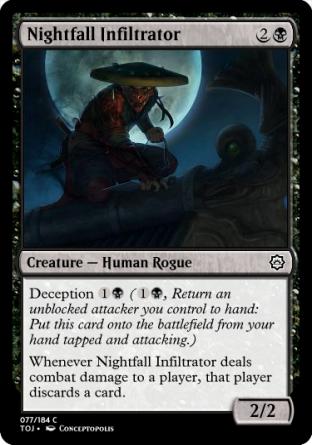 Nightfall Infiltrator 2
Creature — Human Rogue
Deception 1 ( 1 , Return an
unblocked attacker you control to hand:
Put this card onto the battlefield from your
hand tapped and attacking.)
Whenever Nightfall Infiltrator deals
combat damage to a player, that player
discards a card.
2/2
077/184 C
TOJ • Conceptopolis